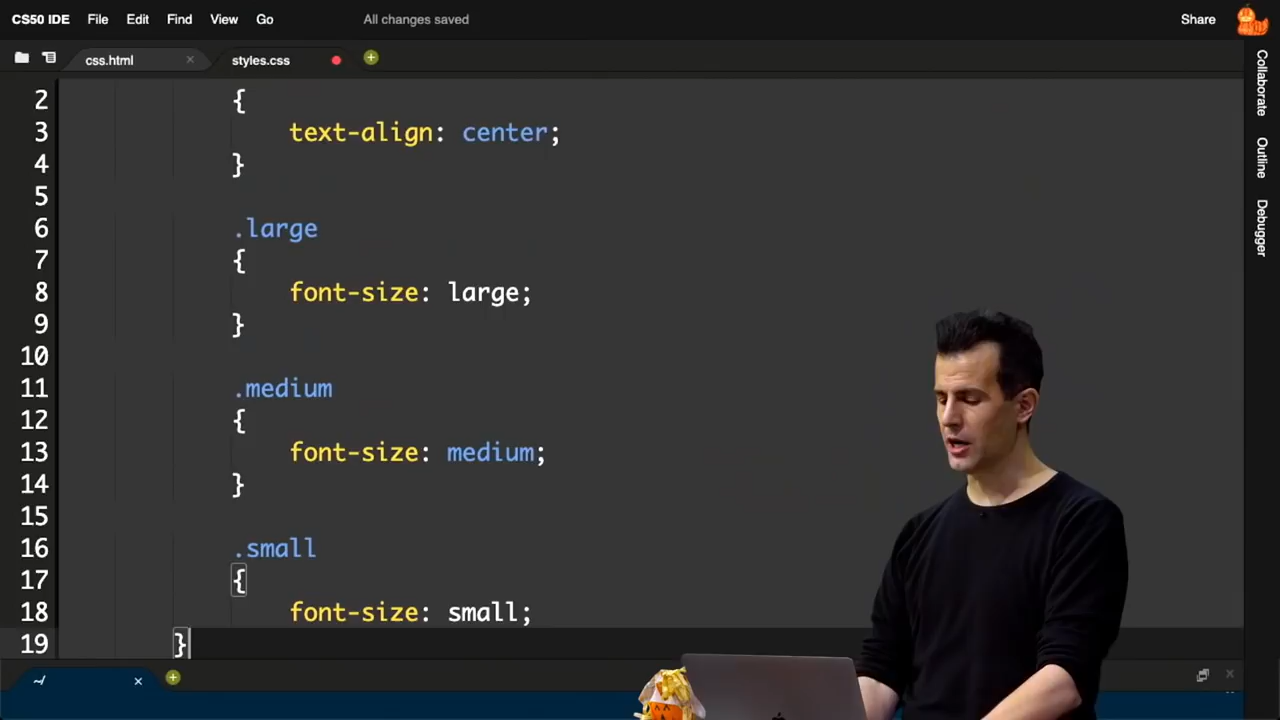 CS50 IDE File Edit Find View Go All changes saved Share
css.html styles.css
2 {
3 text-align: center;
4 }
5
6 .large
7 {
8 font-size: large;
9 }
10
11 .medium
12 {
13 font-size: medium;
14 }
15
16 .small
17 {
18 font-size: small;
19 }
Collaborate
Outline
Debugger